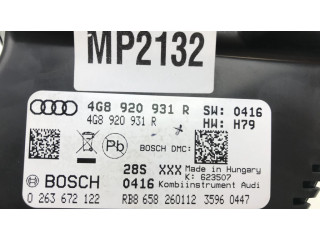 MP2132
4G8 920 931 R SW: 0416
4G8 920 931 R HW: H79
Pb BOSCH DMC:
28S XXX Made in Hungary
K: 623507
BOSCH 0416 Kombiinstrument Audi
0 263 672 122 RB8 658 260112 3596 0447